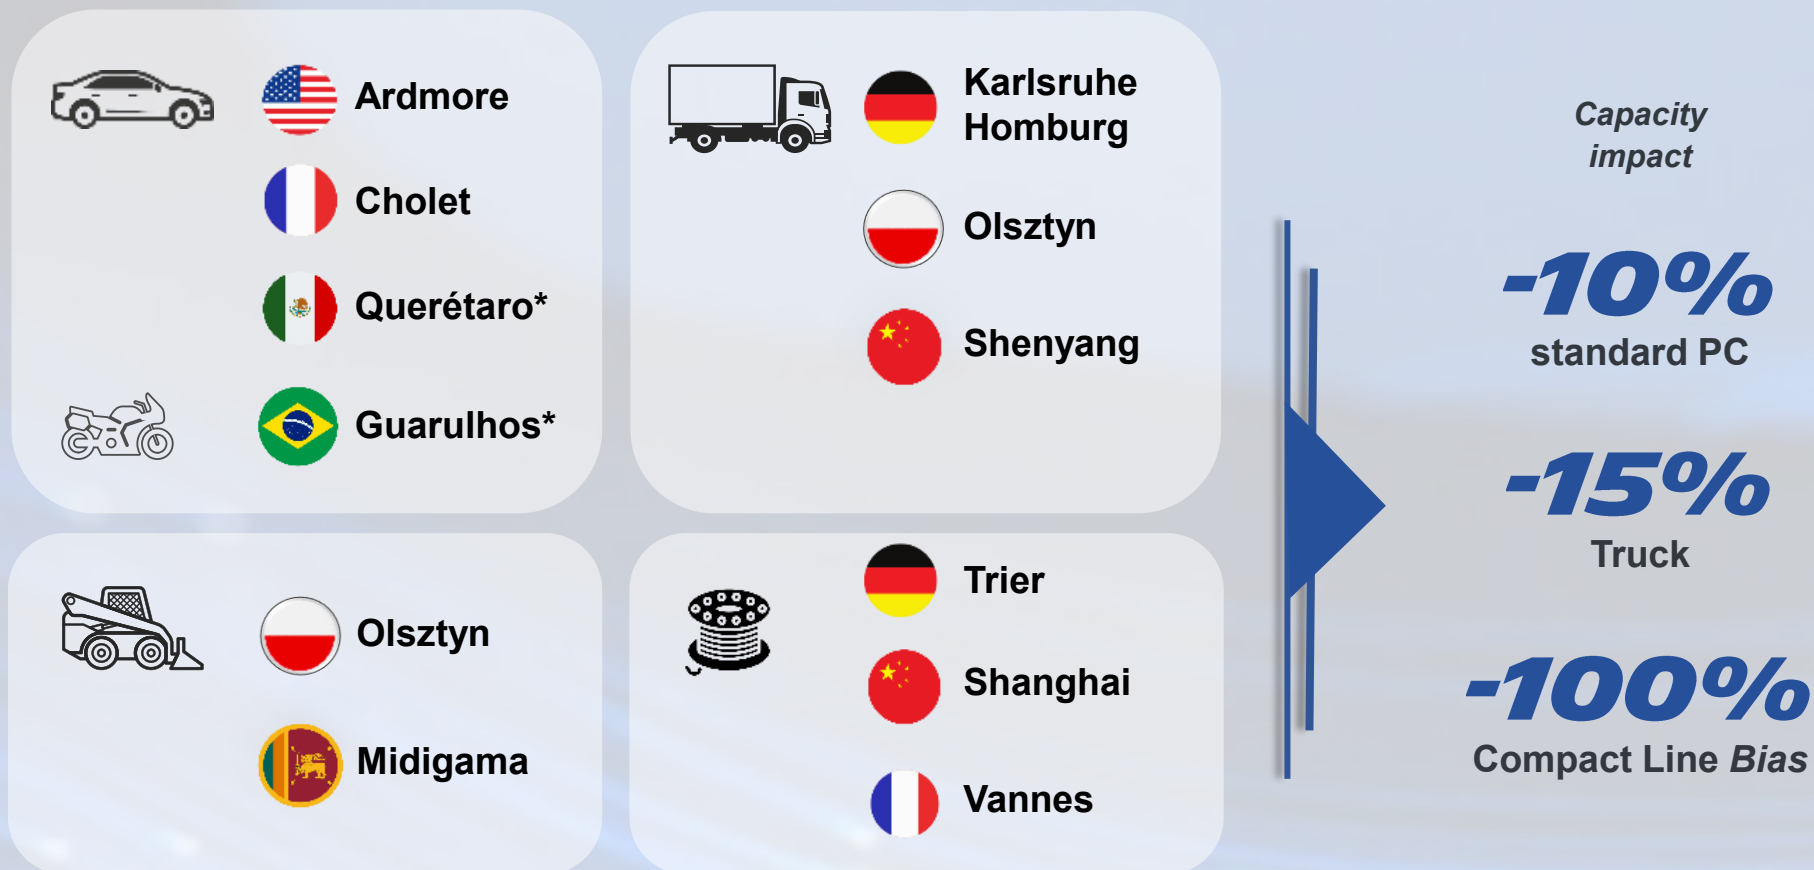 Ardmore
Cholet
Querétaro*
Guarulhos*
Karlsruhe
Homburg
Olsztyn
Shenyang
Olsztyn
Midigama
Trier
Shanghai
Vannes
Capacity
impact
-10%
standard PC
-15%
Truck
-100%
Compact Line Bias